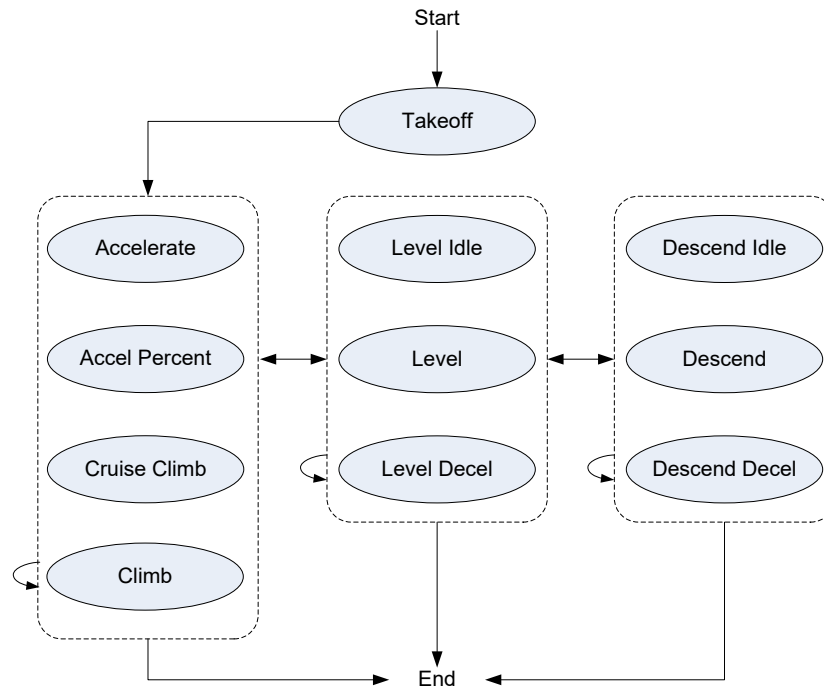 Start
Takeoff
Accelerate
Accel Percent
Cruise Climb
Climb
Level Idle
Level
Level Decel
Descend Idle
Descend
Descend Decel
End